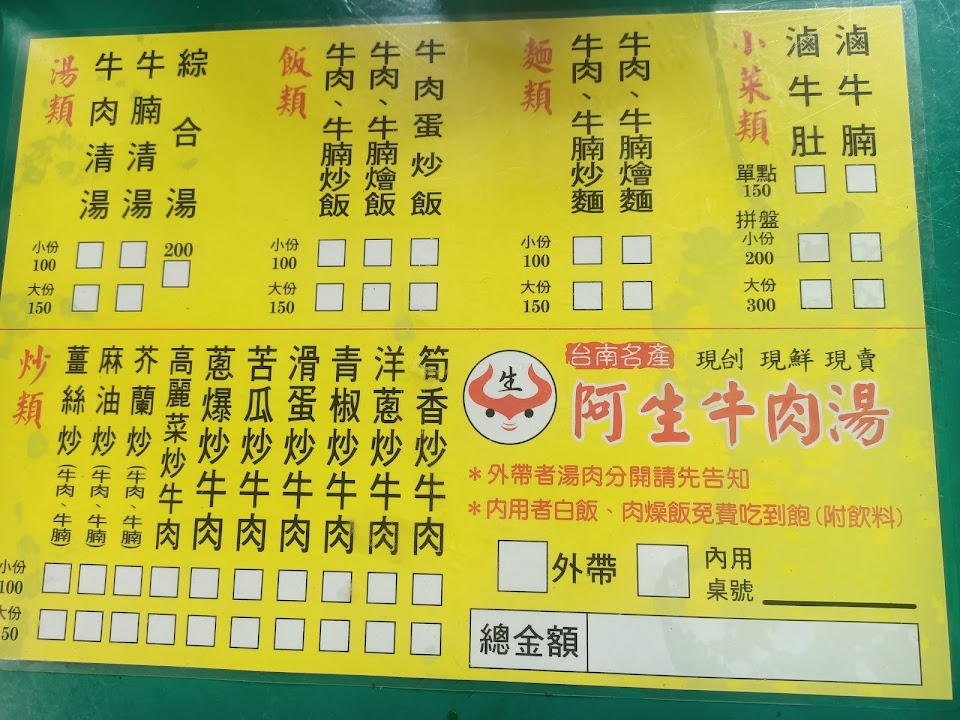 小菜類
滷牛腩
滷牛肚
單點
150
拼盤
小份
200
大份
300
麵類
牛肉、牛腩燴麵
牛肉、牛腩炒麵
小份
100
大份
150
飯類
牛肉蛋炒飯
牛肉、牛腩燴飯
牛肉、牛腩炒飯
小份
100
大份
150
湯類
綜合湯
牛腩清湯
牛肉清湯
200
小份
100
大份
150
炒類
筍香炒牛肉
洋蔥炒牛肉
青椒炒牛肉
滑蛋炒牛肉
苦瓜炒牛肉
蔥爆炒牛肉
高麗菜炒牛肉
芥蘭炒(牛肉、牛腩)
麻油炒(牛肉、牛腩)
薑絲炒(牛肉、牛腩)
小份
100
大份
50
生
台南名產 現刣 現鮮 現賣
阿生牛肉湯
*外帶者湯肉分開請先告知
*內用者白飯、肉燥飯免費吃到飽(附飲料)
外帶 內用
桌號
總金額